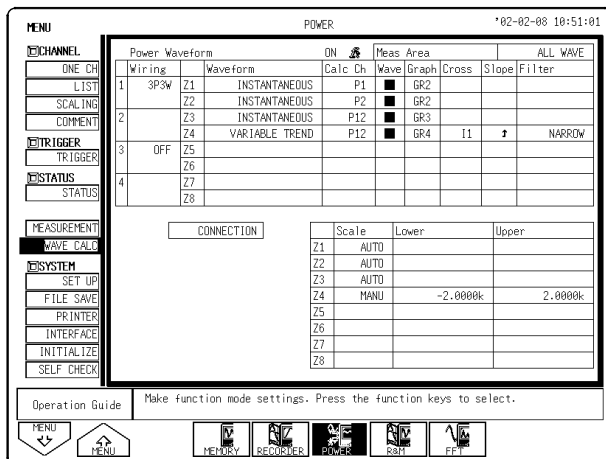 MENU POWER '02-02-08 10:51:01
CHANNEL
ONE CH
LIST
SCALING
COMMENT
TRIGGER
TRIGGER
STATUS
STATUS
MEASUREMENT
WAVE CALC
SYSTEM
SET UP
FILE SAVE
PRINTER
INTERFACE
INITIALIZE
SELF CHECK
Power Waveform ON Meas Area ALL WAVE
Wiring Waveform Calc Ch Wave Graph Cross Slope Filter
1 3P3W Z1 INSTANTANEOUS P1 ■ GR2
Z2 INSTANTANEOUS P2 ■ GR2
2 Z3 INSTANTANEOUS P12 ■ GR3
Z4 VARIABLE TREND P12 ■ GR4 I1 ↑ NARROW
3 OFF Z5
Z6
4 Z7
Z8
CONNECTION
Scale Lower Upper
Z1 AUTO
Z2 AUTO
Z3 AUTO
Z4 MANU -2.0000k 2.0000k
Z5
Z6
Z7
Z8
Operation Guide Make function mode settings. Press the function keys to select.
MENU
MENU
MEMORY RECORDER POWER R&M FFT